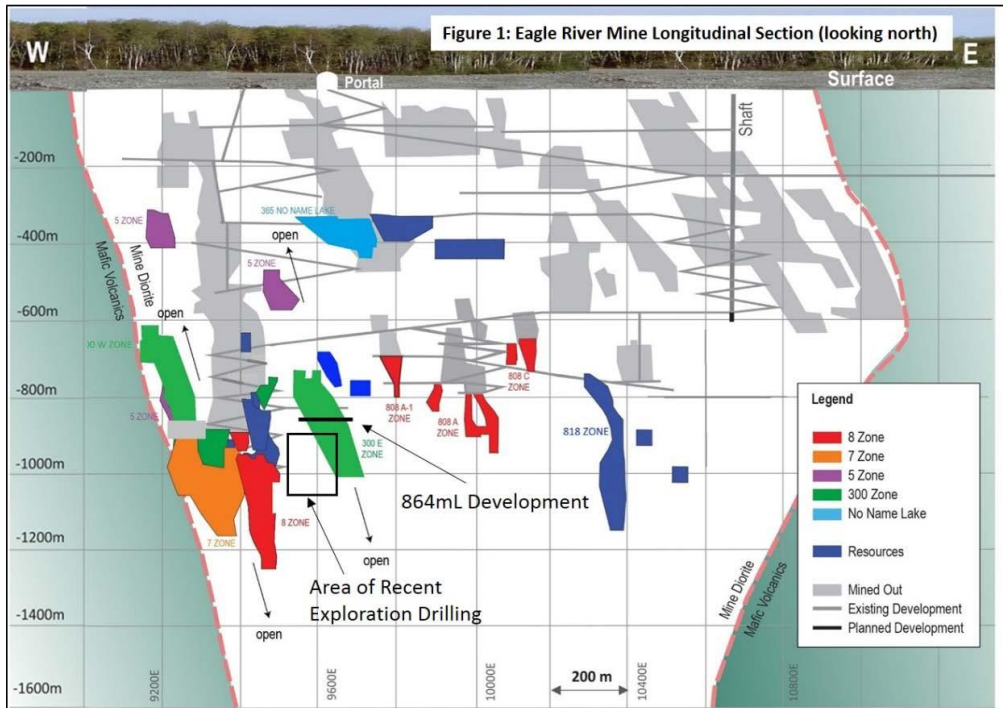 Figure 1: Eagle River Mine Longitudinal Section (looking north)
W
E
Portal
Surface
Shaft
-200m
365 NO NAME LAKE
5 ZONE
-400m
open
5 ZONE
Mafic Volcanics
Mine Diorite
open
-600m
W ZONE
808 C
ZONE
-800m
808 A-1
ZONE
Legend
5 ZONE
808 A
ZONE
818 ZONE
8 Zone
300 E
ZONE
7 Zone
-1000m
5 Zone
864mL Development
300 Zone
No Name Lake
8 ZONE
7 ZONE
Resources
-1200m
open
Area of Recent
Exploration Drilling
Mined Out
Existing Development
Planned Development
open
-1400m
Mine Diorite
Mafic Volcanics
9200E
9600E
10000E
10400E
10800E
200 m
-1600m